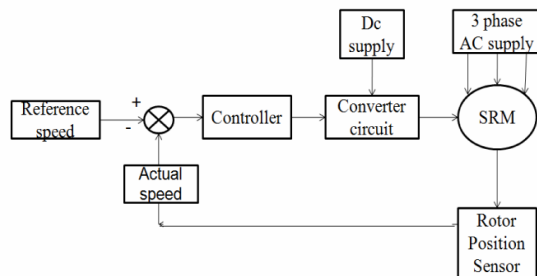 Dc
supply
3 phase
AC supply
+
Reference
speed
-
Controller
Converter
circuit
SRM
Actual
speed
Rotor
Position
Sensor